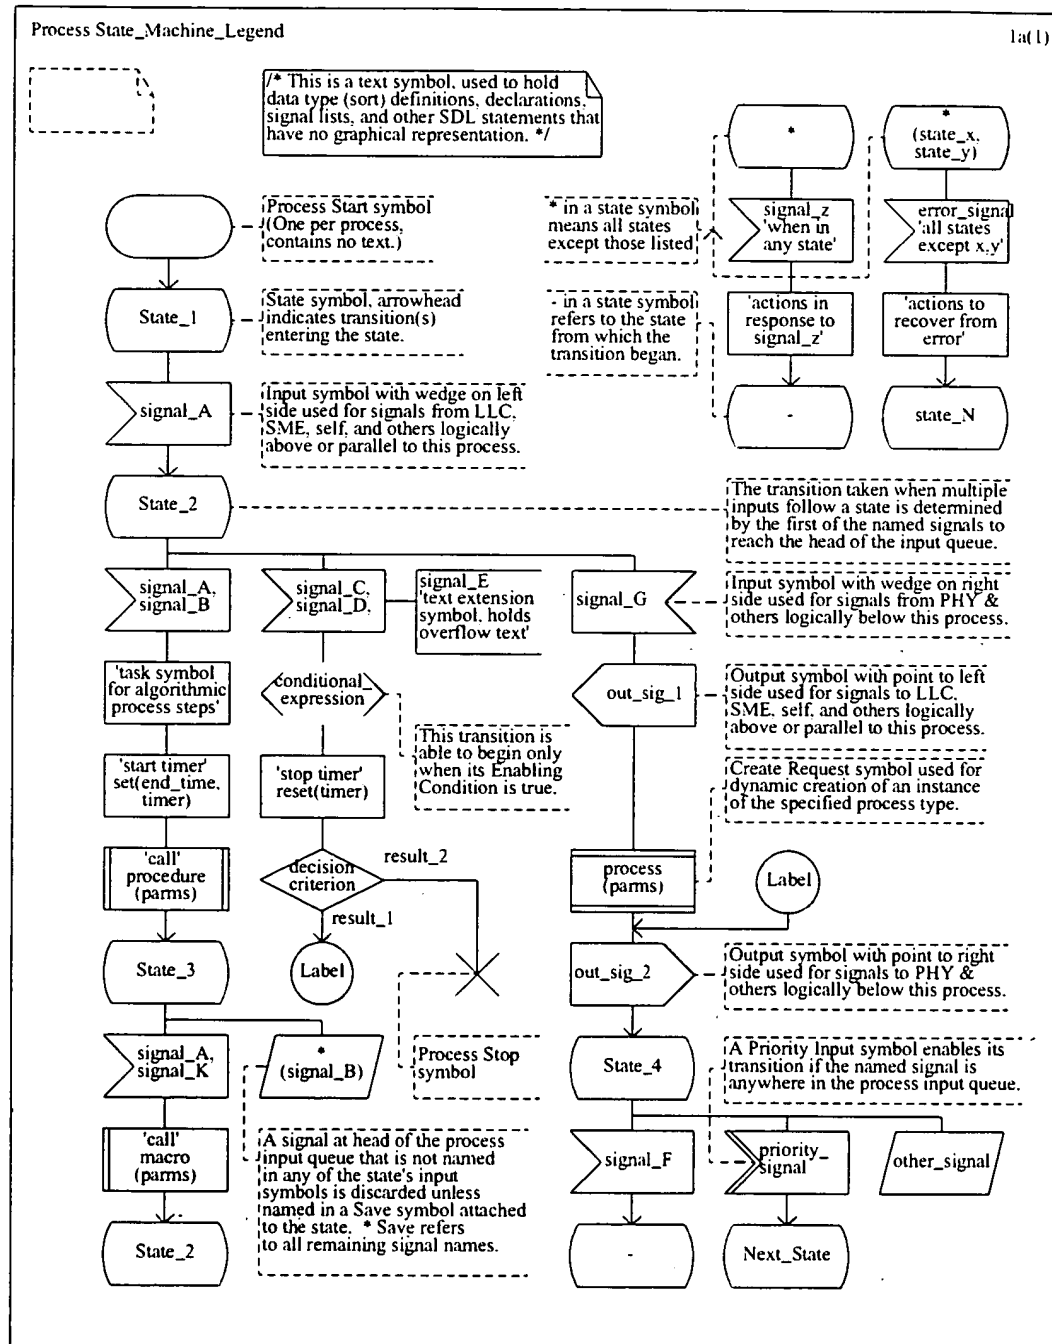 Process State_Machine_Legend
1a(1)
/* This is a text symbol, used to hold
data type (sort) definitions, declarations,
signal lists, and other SDL statements that
have no graphical representation. */
Process Start symbol
(One per process,
contains no text.)
State_1
State symbol, arrowhead
indicates transition(s)
entering the state.
signal_A
Input symbol with wedge on left
side used for signals from LLC,
SME, self, and others logically
above or parallel to this process.
* in a state symbol
means all states
except those listed
- in a state symbol
refers to the state
from which the
transition began.
*
signal_z
'when in
any state'
'actions in
response to
signal_z'
-
*
(state_x,
state_y)
error_signal
'all states
except x,y'
'actions to
recover from
error'
state_N
State_2
The transition taken when multiple
inputs follow a state is determined
by the first of the named signals to
reach the head of the input queue.
signal_A,
signal_B
signal_C,
signal_D,
signal_E
'text extension
symbol, holds
overflow text'
signal_G
Input symbol with wedge on right
side used for signals from PHY &
others logically below this process.
'task symbol
for algorithmic
process steps'
conditional_
expression
This transition is
able to begin only
when its Enabling
Condition is true.
out_sig_1
Output symbol with point to left
side used for signals to LLC,
SME, self, and others logically
above or parallel to this process.
'start timer'
set(end_time,
timer)
'stop timer'
reset(timer)
Create Request symbol used for
dynamic creation of an instance
of the specified process type.
'call'
procedure
(parms)
decision
criterion
result_2
result_1
process
(parms)
Label
State_3
Label
out_sig_2
Output symbol with point to right
side used for signals to PHY &
others logically below this process.
signal_A,
signal_K
*
(signal_B)
Process Stop
symbol
State_4
A Priority Input symbol enables its
transition if the named signal is
anywhere in the process input queue.
'call'
macro
(parms)
A signal at head of the process
input queue that is not named
in any of the state's input
symbols is discarded unless
named in a Save symbol attached
to the state. * Save refers
to all remaining signal names.
signal_F
priority_
signal
other_signal
State_2
-
Next_State